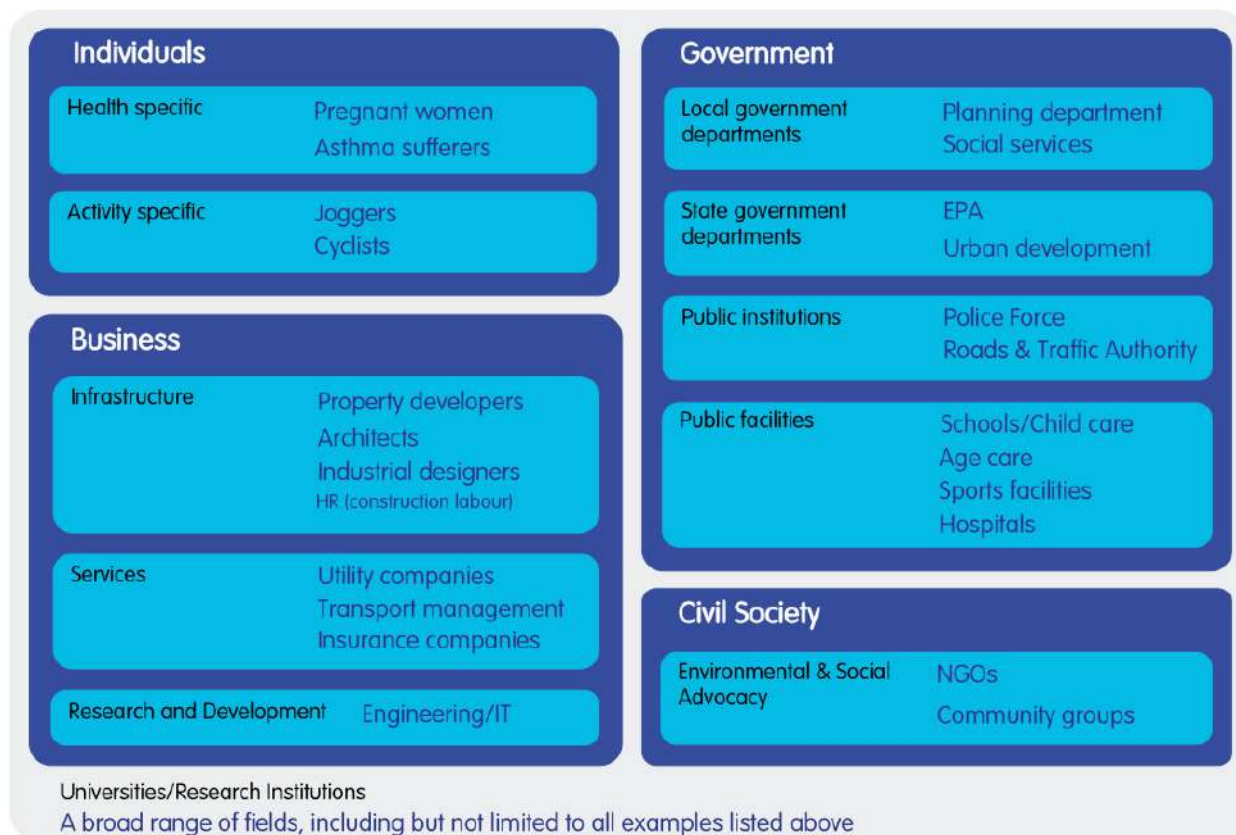 Individuals
Health specific
Pregnant women
Asthma sufferers
Activity specific
Joggers
Cyclists
Business
Infrastructure
Property developers
Architects
Industrial designers
HR (construction labour)
Services
Utility companies
Transport management
Insurance companies
Research and Development
Engineering/IT
Government
Local government
departments
Planning department
Social services
State government
departments
EPA
Urban development
Public institutions
Police Force
Roads & Traffic Authority
Public facilities
Schools/Child care
Age care
Sports facilities
Hospitals
Civil Society
Environmental & Social
Advocacy
NGOs
Community groups
Universities/Research Institutions
A broad range of fields, including but not limited to all examples listed above